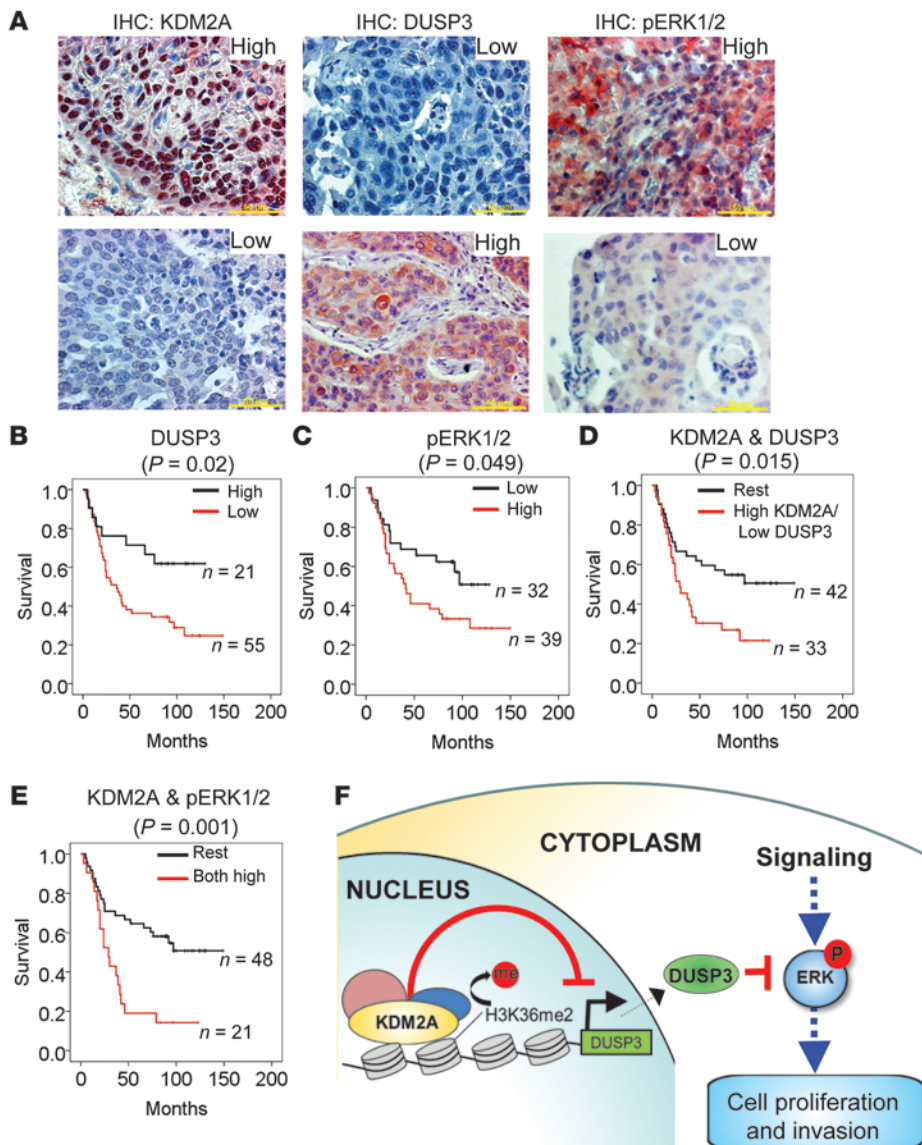 A
IHC: KDM2A
IHC: DUSP3
IHC: pERK1/2
High
Low
High
Low
High
Low
B
DUSP3
(P = 0.02)
High
Low
n = 21
n = 55
Survival
1.0
0.8
0.6
0.4
0.2
0.0
0 50 100 150 200
Months
C
pERK1/2
(P = 0.049)
Low
High
n = 32
n = 39
Survival
1.0
0.8
0.6
0.4
0.2
0.0
0 50 100 150 200
Months
D
KDM2A & DUSP3
(P = 0.015)
Rest
High KDM2A/
Low DUSP3
n = 42
n = 33
Survival
1.0
0.8
0.6
0.4
0.2
0.0
0 50 100 150 200
Months
E
KDM2A & pERK1/2
(P = 0.001)
Rest
Both high
n = 48
n = 21
Survival
1.0
0.8
0.6
0.4
0.2
0.0
0 50 100 150 200
Months
F
CYTOPLASM
NUCLEUS
Signaling
me
P
DUSP3
ERK
KDM2A
H3K36me2
DUSP3
Cell proliferation
and invasion